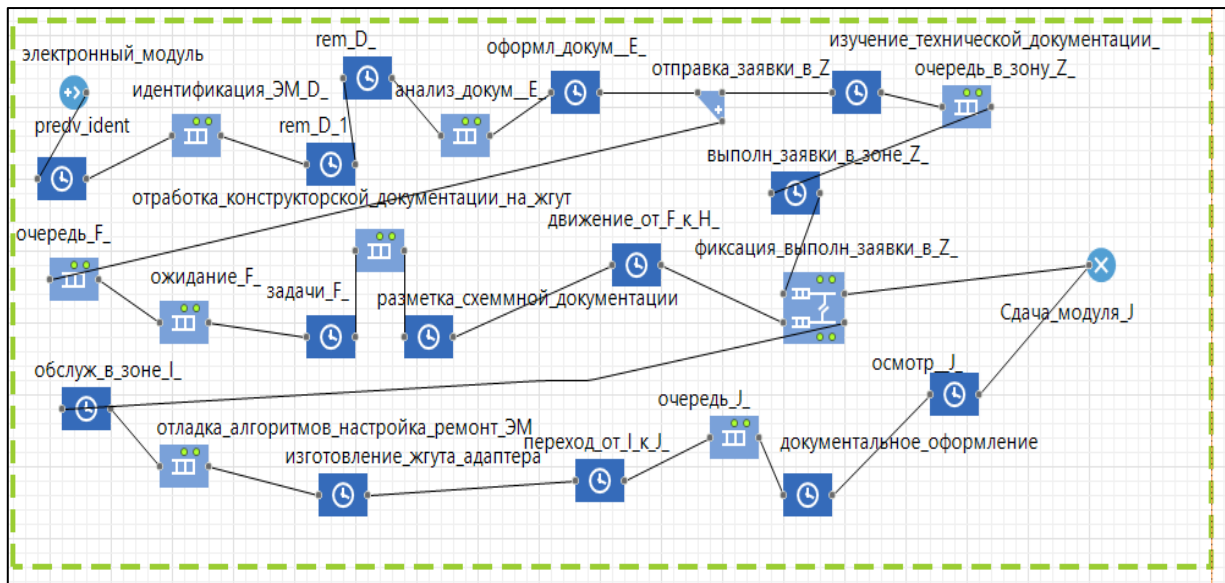 rem_D_
оформл_докум__E_
изучение_технической_документации_
электронный_модуль
отправка_заявки_в_Z
очередь_в_зону_Z_
идентификация_ЭМ_D_
анализ_докум__E_
predv_ident
rem_D_1
выполн_заявки_в_зоне_Z_
отработка_конструкторской_документации_на_жгут
движение_от_F_к_H_
очередь_F_
фиксация_выполн_заявки_в_Z_
ожидание_F_
задачи_F_
разметка_схеммной_документации
Сдача_модуля_J
обслуж_в_зоне_I_
осмотр__J_
очередь_J_
отладка_алгоритмов_настройка_ремонт_ЭМ
переход_от_I_к_J_
документальное_оформление
изготовление_жгута_адаптера